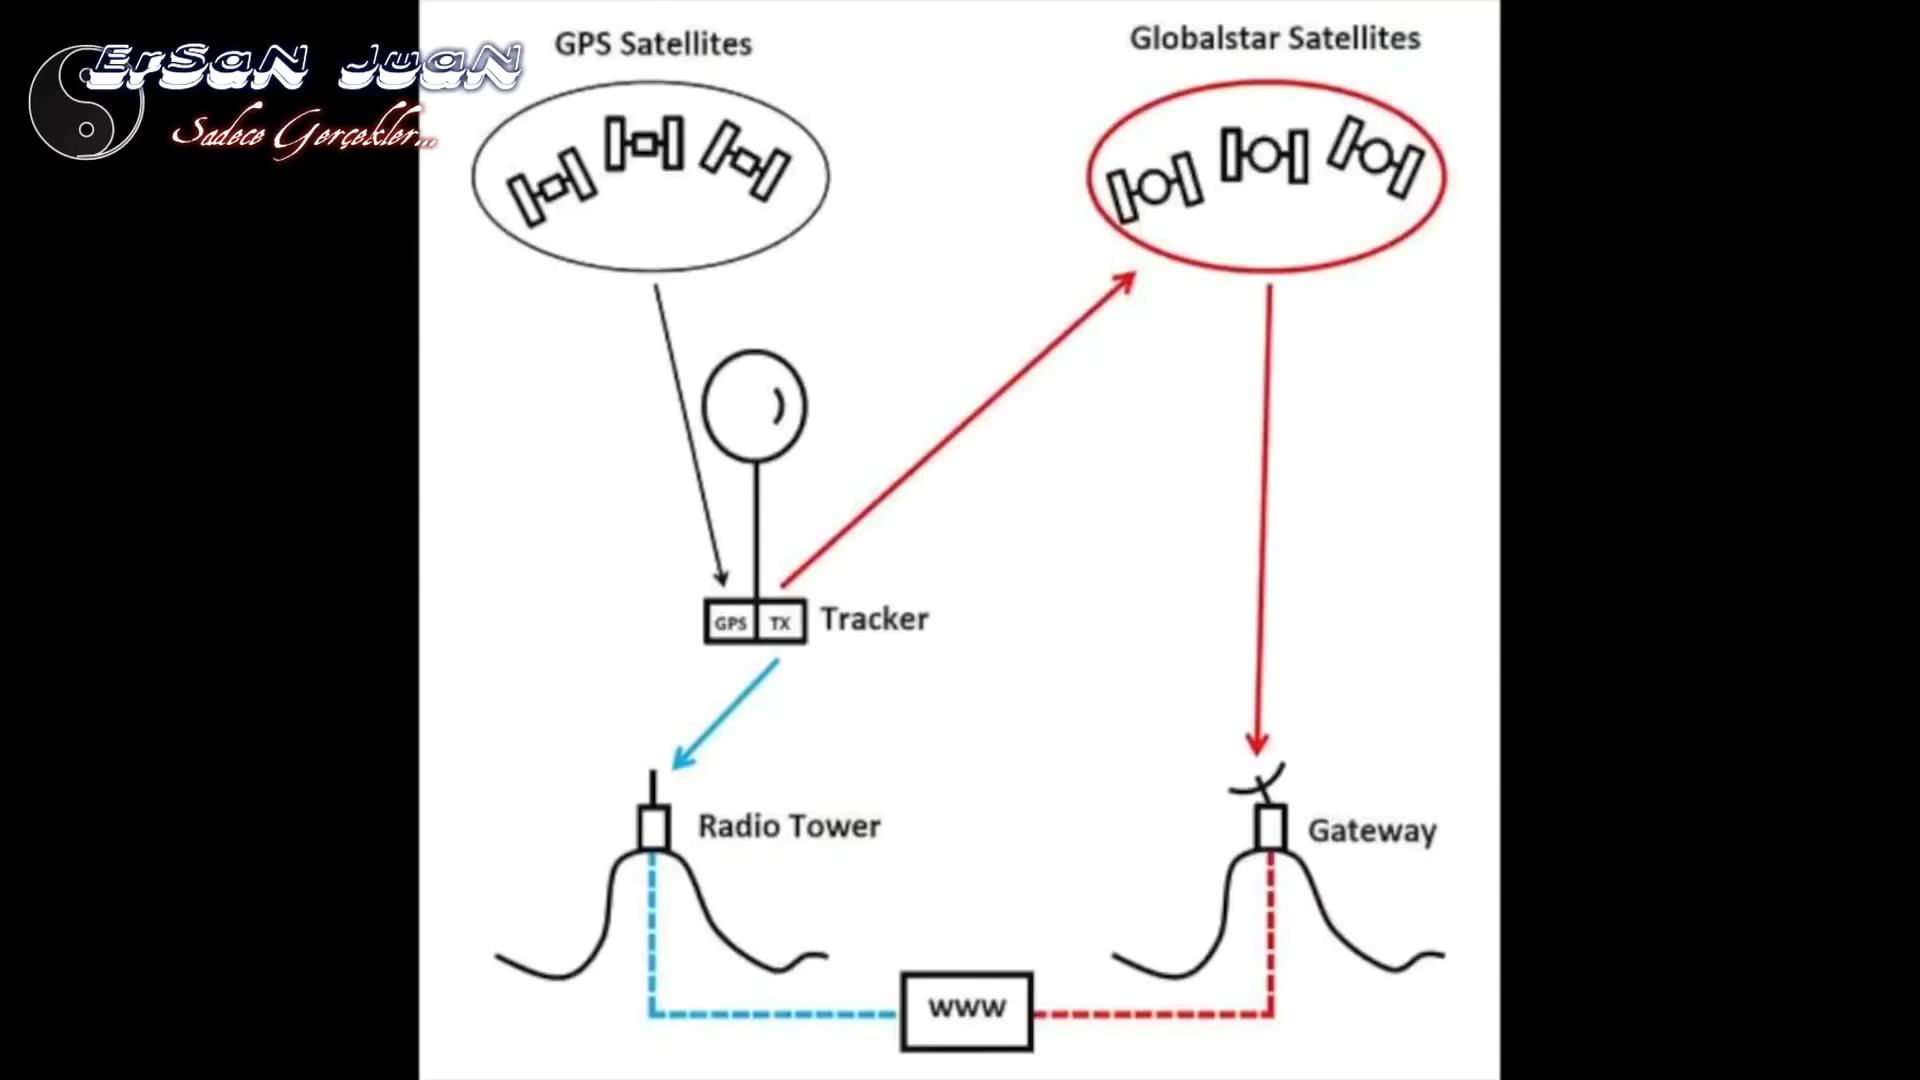 GPS Satellites
Globalstar Satellites
ErSaN JuaN
Sadece Gerçekler...
GPS TX Tracker
Radio Tower
Gateway
WWW